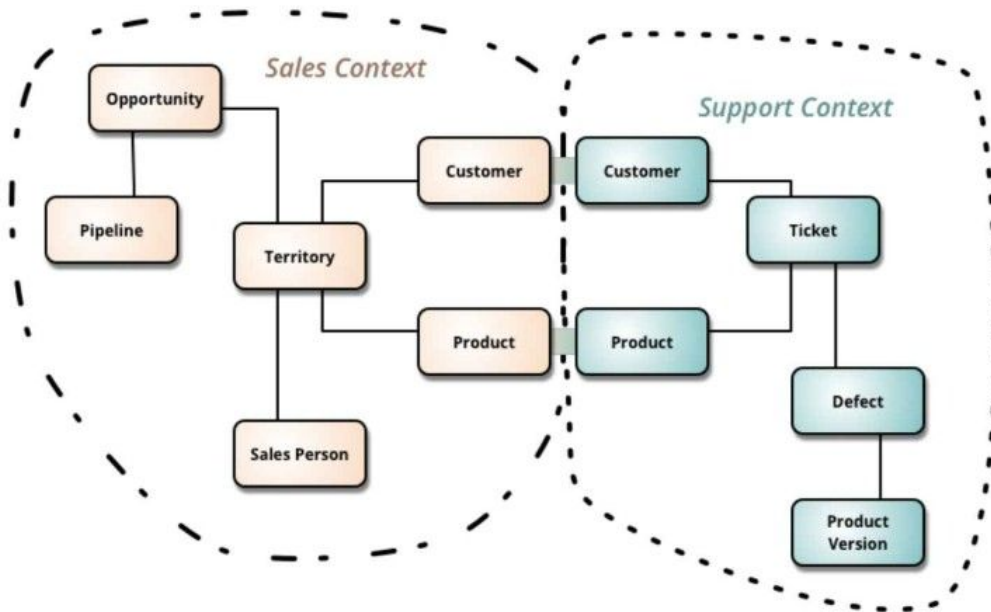 Sales Context
Opportunity
Pipeline
Territory
Customer
Product
Sales Person
Support Context
Customer
Product
Ticket
Defect
Product
Version